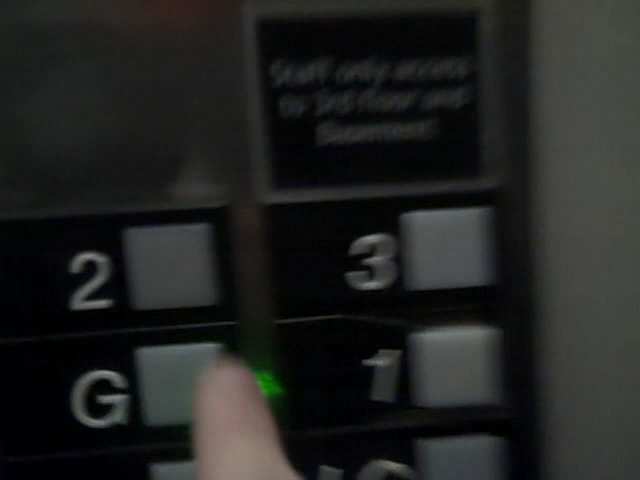 Staff only access
to 3rd floor and
Basement
2
3
G
1